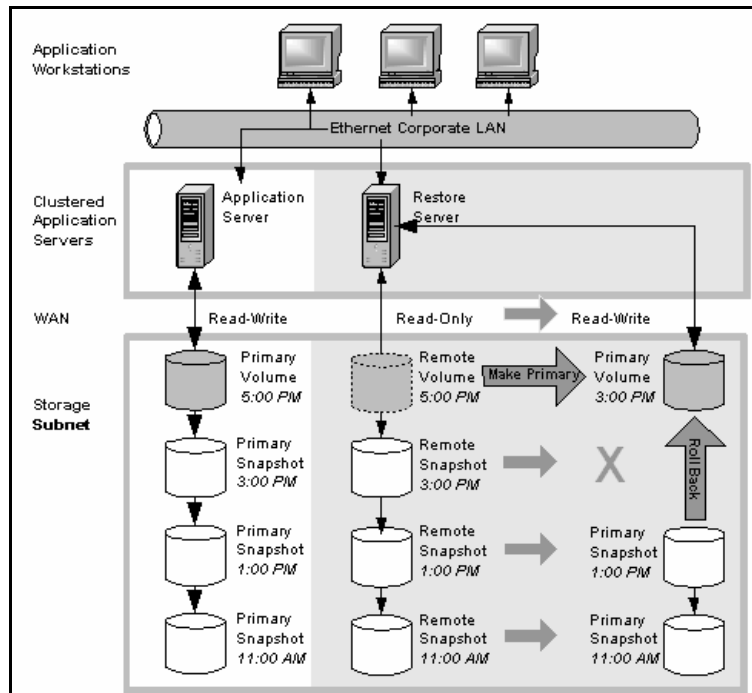 Application
Workstations
Ethernet Corporate LAN
Clustered
Application
Servers
Application
Server
Restore
Server
WAN
Read-Write
Read-Only
Read-Write
Storage
Subnet
Primary
Volume
5:00 PM
Remote
Volume
5:00 PM
Make Primary
Primary
Volume
3:00 PM
Primary
Snapshot
3:00 PM
Remote
Snapshot
3:00 PM
X
Roll Back
Primary
Snapshot
1:00 PM
Remote
Snapshot
1:00 PM
Primary
Snapshot
1:00 PM
Primary
Snapshot
11:00 AM
Remote
Snapshot
11:00 AM
Primary
Snapshot
11:00 AM